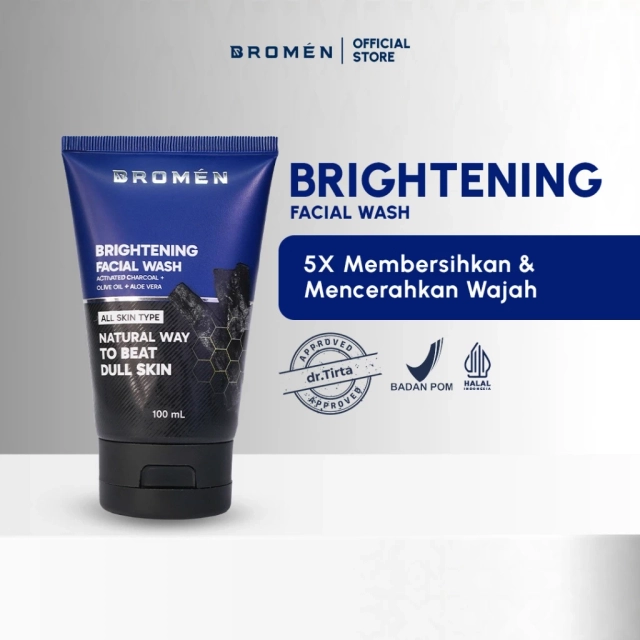 BROMÉN
OFFICIAL
STORE
BROMÉN
BRIGHTENING
FACIAL WASH
ACTIVATED CHARCOAL +
OLIVE OIL + ALOE VERA
ALL SKIN TYPE
NATURAL WAY
TO BEAT
DULL SKIN
100 mL
BRIGHTENING
FACIAL WASH
5X Membersihkan &
Mencerahkan Wajah
APPROVED
dr.Tirta
APPROVED
BADAN POM
HALAL
INDONESIA